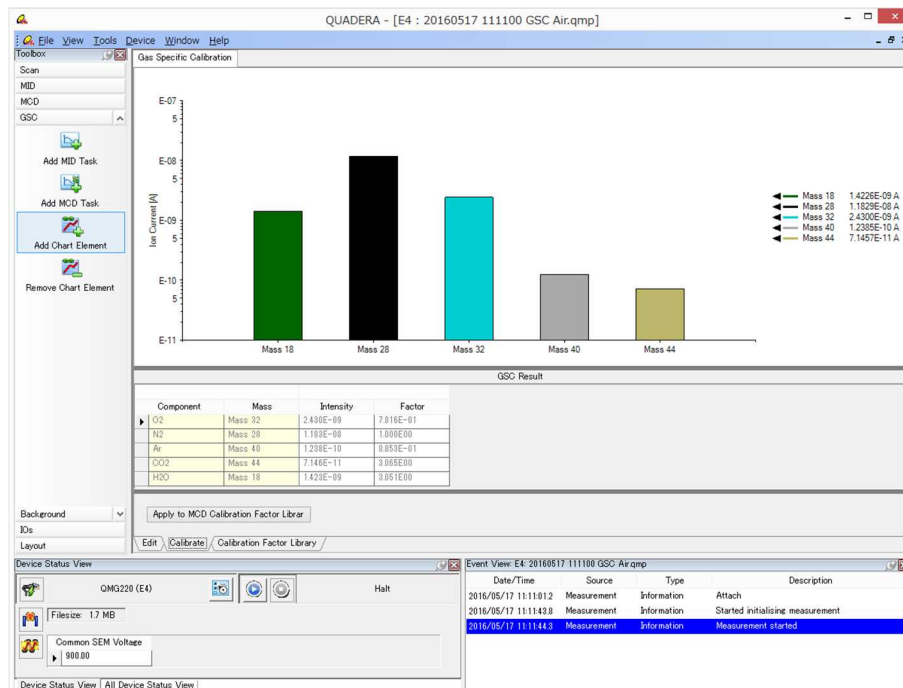 QUADERA - [E4 : 20160517 111100 GSC Air.qmp]
File View Tools Device Window Help
Toolbox
Scan
MID
MCD
GSC
Add MID Task
Add MCD Task
Add Chart Element
Remove Chart Element
Background
IOs
Layout
Gas Specific Calibration
Ion Current [A]
E-07
5
E-08
5
E-09
5
E-10
5
E-11
Mass 18 Mass 28 Mass 32 Mass 40 Mass 44
Mass 18 1.4226E-09 A
Mass 28 1.1829E-08 A
Mass 32 2.4300E-09 A
Mass 40 1.2385E-10 A
Mass 44 7.1457E-11 A
GSC Result
Component Mass Intensity Factor
O2 Mass 32 2.430E-09 7.816E-01
N2 Mass 28 1.183E-08 1.000E00
Ar Mass 40 1.238E-10 8.853E-01
CO2 Mass 44 7.146E-11 3.065E00
H2O Mass 18 1.423E-09 3.051E00
Apply to MCD Calibration Factor Librar
Edit Calibrate Calibration Factor Library
Device Status View
QMG220 (E4) Halt
Filesize: 1.7 MB
Common SEM Voltage
900.00
Device Status View All Device Status View
Event View: E4: 20160517 111100 GSC Air.qmp
Date/Time Source Type Description
2016/05/17 11:11:01.2 Measurement Information Attach
2016/05/17 11:11:43.8 Measurement Information Started initialising measurement
2016/05/17 11:11:44.3 Measurement Information Measurement started